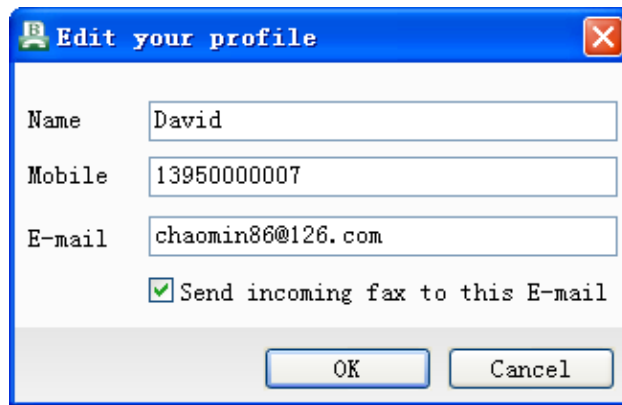 Edit your profile
Name David
Mobile 13950000007
E-mail chaomin86@126.com
Send incoming fax to this E-mail
OK Cancel